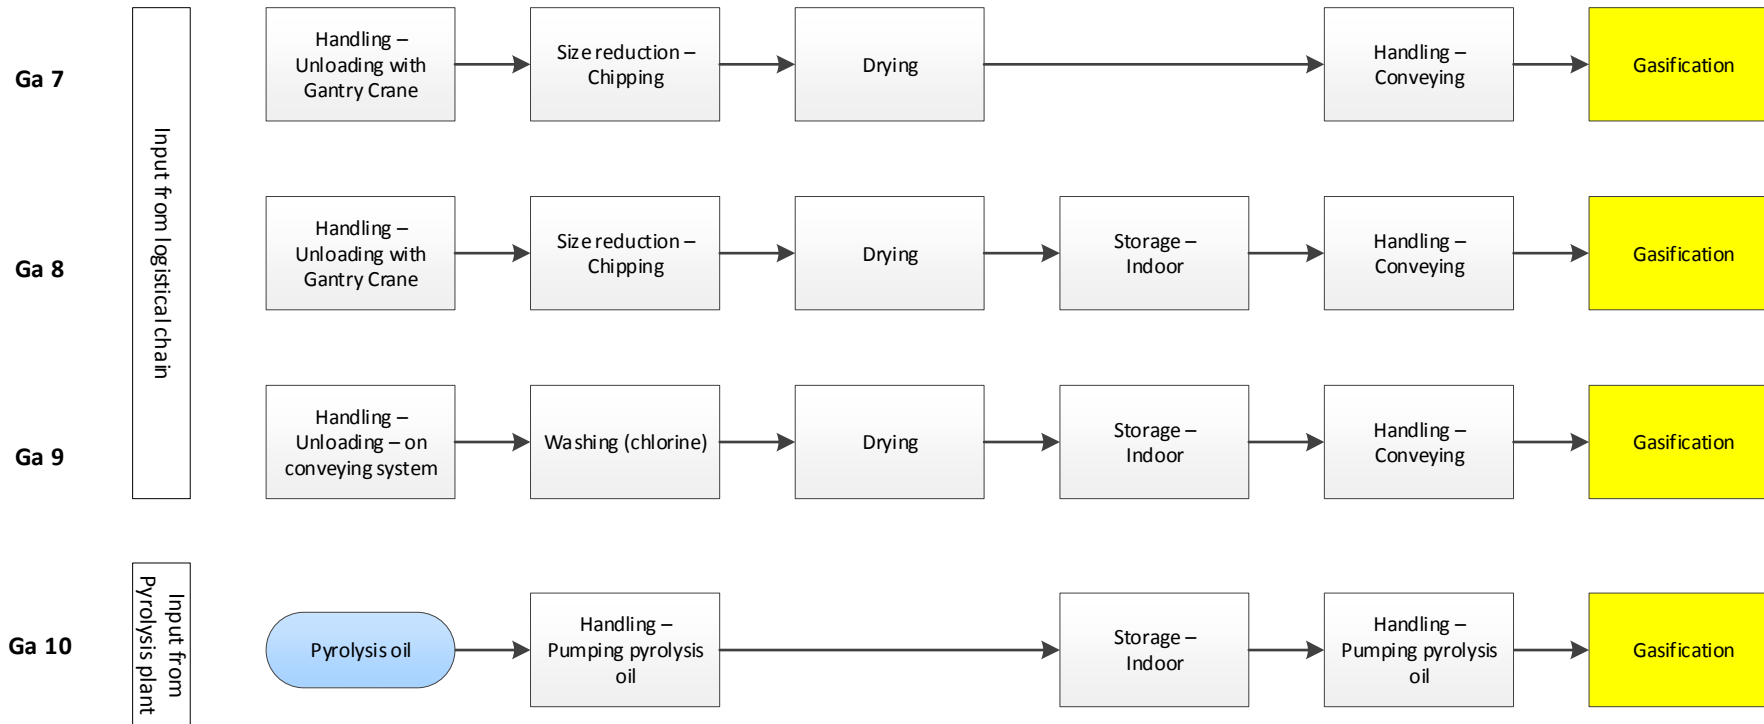 Ga 7
Input from logistical chain
Handling –
Unloading with
Gantry Crane
Size reduction –
Chipping
Drying
Handling –
Conveying
Gasification
Ga 8
Handling –
Unloading with
Gantry Crane
Size reduction –
Chipping
Drying
Storage –
Indoor
Handling –
Conveying
Gasification
Ga 9
Handling –
Unloading – on
conveying system
Washing (chlorine)
Drying
Storage –
Indoor
Handling –
Conveying
Gasification
Ga 10
Input from
Pyrolysis plant
Pyrolysis oil
Handling –
Pumping pyrolysis
oil
Storage –
Indoor
Handling –
Pumping pyrolysis
oil
Gasification